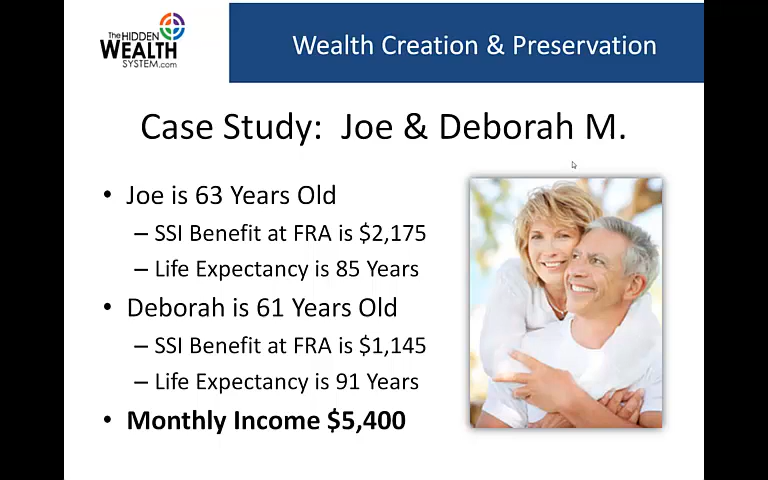 The HIDDEN
WEALTH
SYSTEM.com
Wealth Creation & Preservation
Case Study: Joe & Deborah M.
• Joe is 63 Years Old
– SSI Benefit at FRA is $2,175
– Life Expectancy is 85 Years
• Deborah is 61 Years Old
– SSI Benefit at FRA is $1,145
– Life Expectancy is 91 Years
• Monthly Income $5,400